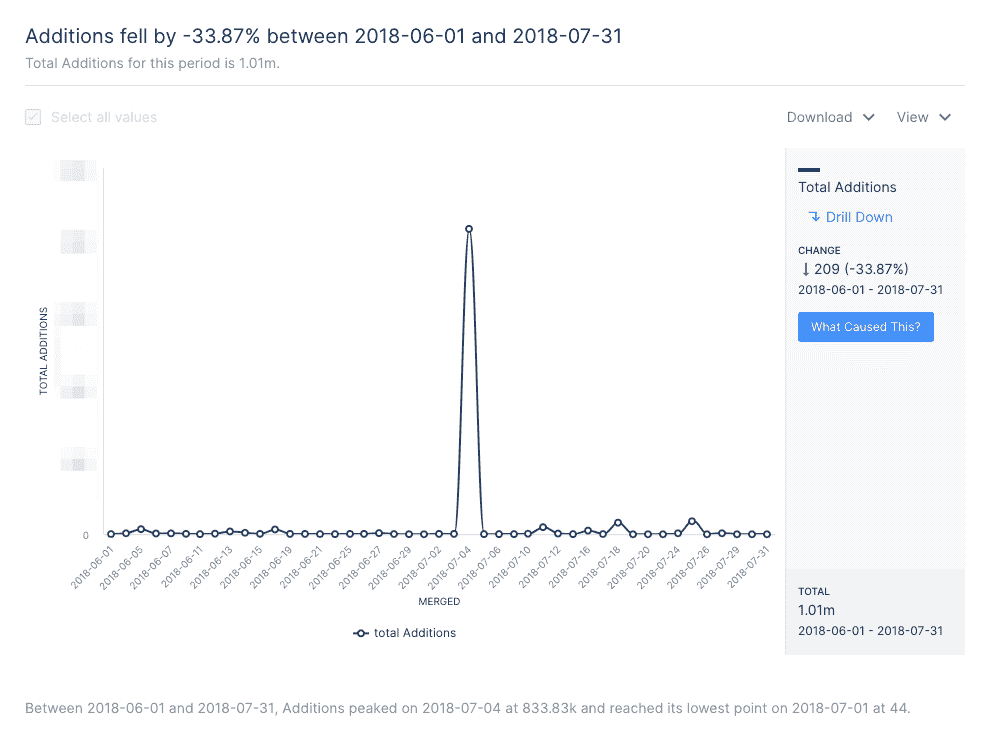 Additions fell by -33.87% between 2018-06-01 and 2018-07-31
Total Additions for this period is 1.01m.
Select all values
Download
View
Total Additions
Drill Down
CHANGE
209 (-33.87%)
2018-06-01 - 2018-07-31
What Caused This?
TOTAL ADDITIONS
0
2018-06-01
2018-06-05
2018-06-07
2018-06-11
2018-06-13
2018-06-15
2018-06-19
2018-06-21
2018-06-25
2018-06-27
2018-06-29
2018-07-02
2018-07-04
2018-07-06
2018-07-10
2018-07-12
2018-07-16
2018-07-18
2018-07-20
2018-07-24
2018-07-26
2018-07-29
2018-07-31
MERGED
total Additions
TOTAL
1.01m
2018-06-01 - 2018-07-31
Between 2018-06-01 and 2018-07-31, Additions peaked on 2018-07-04 at 833.83k and reached its lowest point on 2018-07-01 at 44.